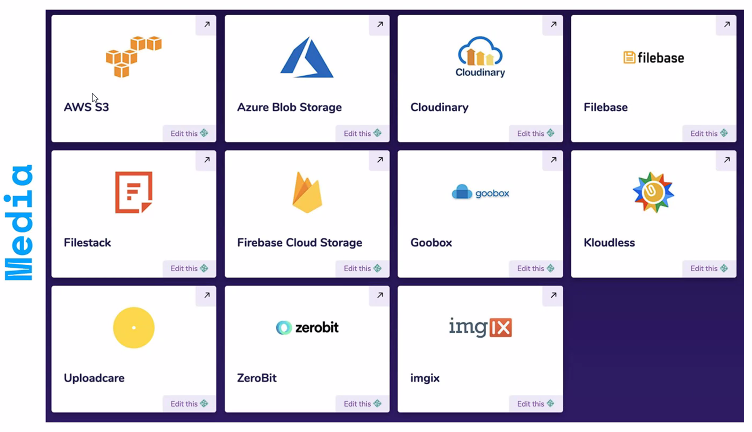 Media
AWS S3
Edit this
Azure Blob Storage
Edit this
Cloudinary
Cloudinary
Edit this
filebase
Filebase
Edit this
Filestack
Edit this
Firebase Cloud Storage
Edit this
goobox
Goobox
Edit this
Kloudless
Edit this
Uploadcare
Edit this
zerobit
ZeroBit
Edit this
imgIX
imgix
Edit this